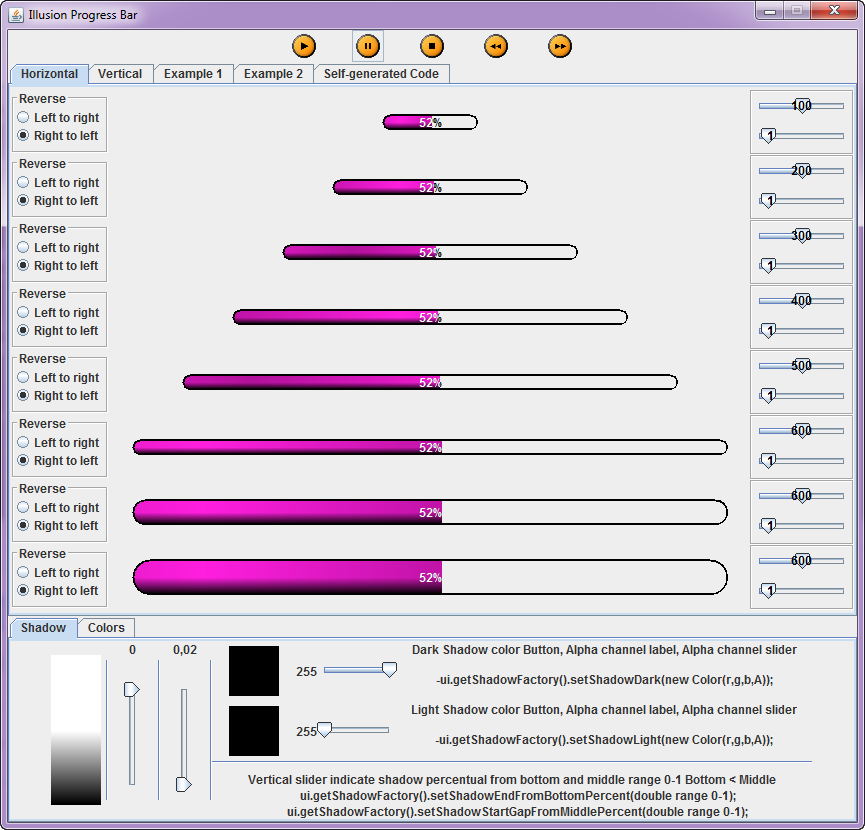 Illusion Progress Bar
Horizontal Vertical Example 1 Example 2 Self-generated Code
Reverse
Left to right
Right to left
52%
100
1
Reverse
Left to right
Right to left
52%
200
1
Reverse
Left to right
Right to left
52%
300
1
Reverse
Left to right
Right to left
52%
400
1
Reverse
Left to right
Right to left
52%
500
1
Reverse
Left to right
Right to left
52%
600
1
Reverse
Left to right
Right to left
52%
600
1
Reverse
Left to right
Right to left
52%
600
1
Shadow Colors
0 0,02
255
Dark Shadow color Button, Alpha channel label, Alpha channel slider
-ui.getShadowFactory().setShadowDark(new Color(r,g,b,A));
255
Light Shadow color Button, Alpha channel label, Alpha channel slider
-ui.getShadowFactory().setShadowLight(new Color(r,g,b,A));
Vertical slider indicate shadow percentual from bottom and middle range 0-1 Bottom < Middle
ui.getShadowFactory().setShadowEndFromBottomPercent(double range 0-1);
ui.getShadowFactory().setShadowStartGapFromMiddlePercent(double range 0-1);